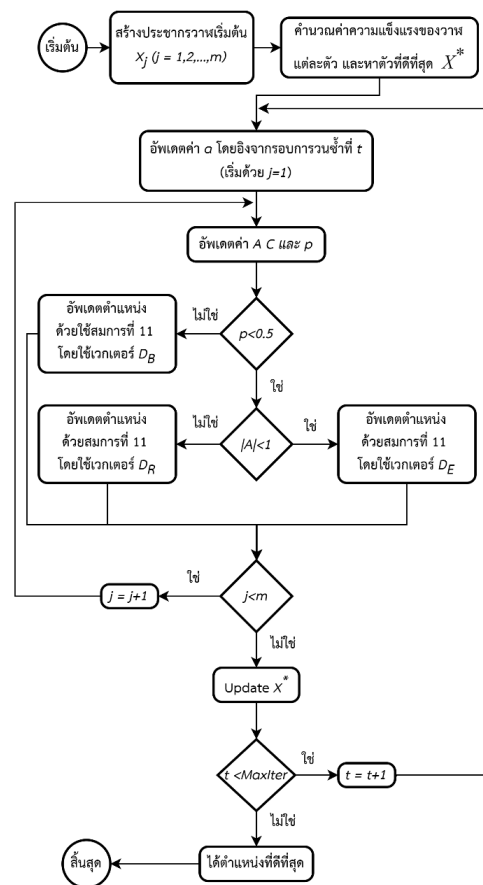 เริ่มต้น
สร้างประชากรวาฬเริ่มต้น
X_j (j = 1,2,...,m)
คำนวณค่าความแข็งแรงของวาฬ
แต่ละตัว และหาตัวที่ดีที่สุด X*
อัพเดตค่า a โดยอิงจากรอบการวนซ้ำที่ t
(เริ่มด้วย j=1)
อัพเดตค่า A C และ p
p<0.5
ไม่ใช่
อัพเดตตำแหน่ง
ด้วยใช้สมการที่ 11
โดยใช้เวกเตอร์ D_B
ใช่
|A|<1
ไม่ใช่
อัพเดตตำแหน่ง
ด้วยสมการที่ 11
โดยใช้เวกเตอร์ D_R
ใช่
อัพเดตตำแหน่ง
ด้วยสมการที่ 11
โดยใช้เวกเตอร์ D_E
j<m
ใช่
j = j+1
ไม่ใช่
Update X*
t <MaxIter
ใช่
t = t+1
ไม่ใช่
ได้ตำแหน่งที่ดีที่สุด
สิ้นสุด